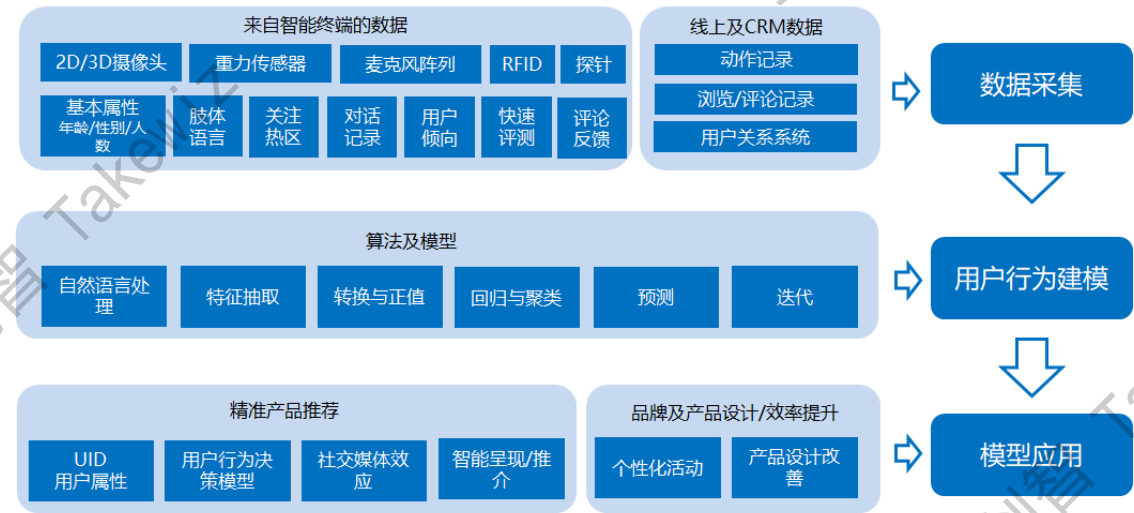 来自智能终端的数据
2D/3D摄像头
重力传感器
麦克风阵列
RFID
探针
基本属性
年龄/性别/人
数
肢体
语言
关注
热区
对话
记录
用户
倾向
快速
评测
评论
反馈
线上及CRM数据
动作记录
浏览/评论记录
用户关系系统
数据采集
算法及模型
自然语言处
理
特征抽取
转换与正值
回归与聚类
预测
迭代
用户行为建模
精准产品推荐
UID
用户属性
用户行为决
策模型
社交媒体效
应
智能呈现/推
介
品牌及产品设计/效率提升
个性化活动
产品设计改
善
模型应用
智 Takewiz
创智 Ta